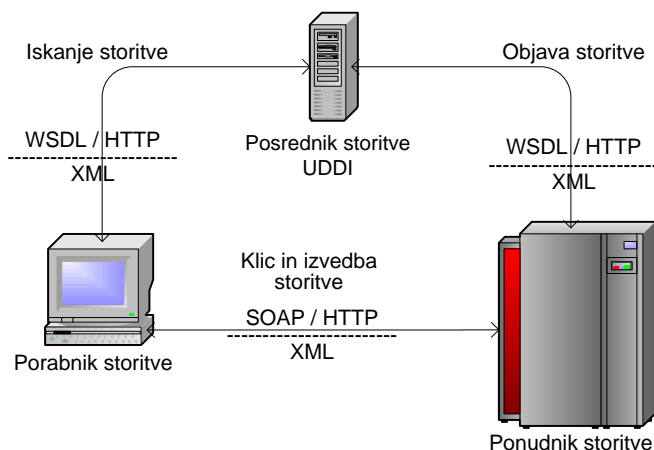 Iskanje storitve
Objava storitve
Posrednik storitve
UDDI
WSDL / HTTP
XML
WSDL / HTTP
XML
Klic in izvedba
storitve
SOAP / HTTP
XML
Porabnik storitve
Ponudnik storitve